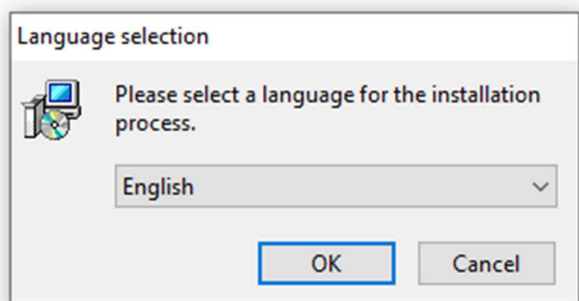 Language selection
Please select a language for the installation
process.
English
OK Cancel